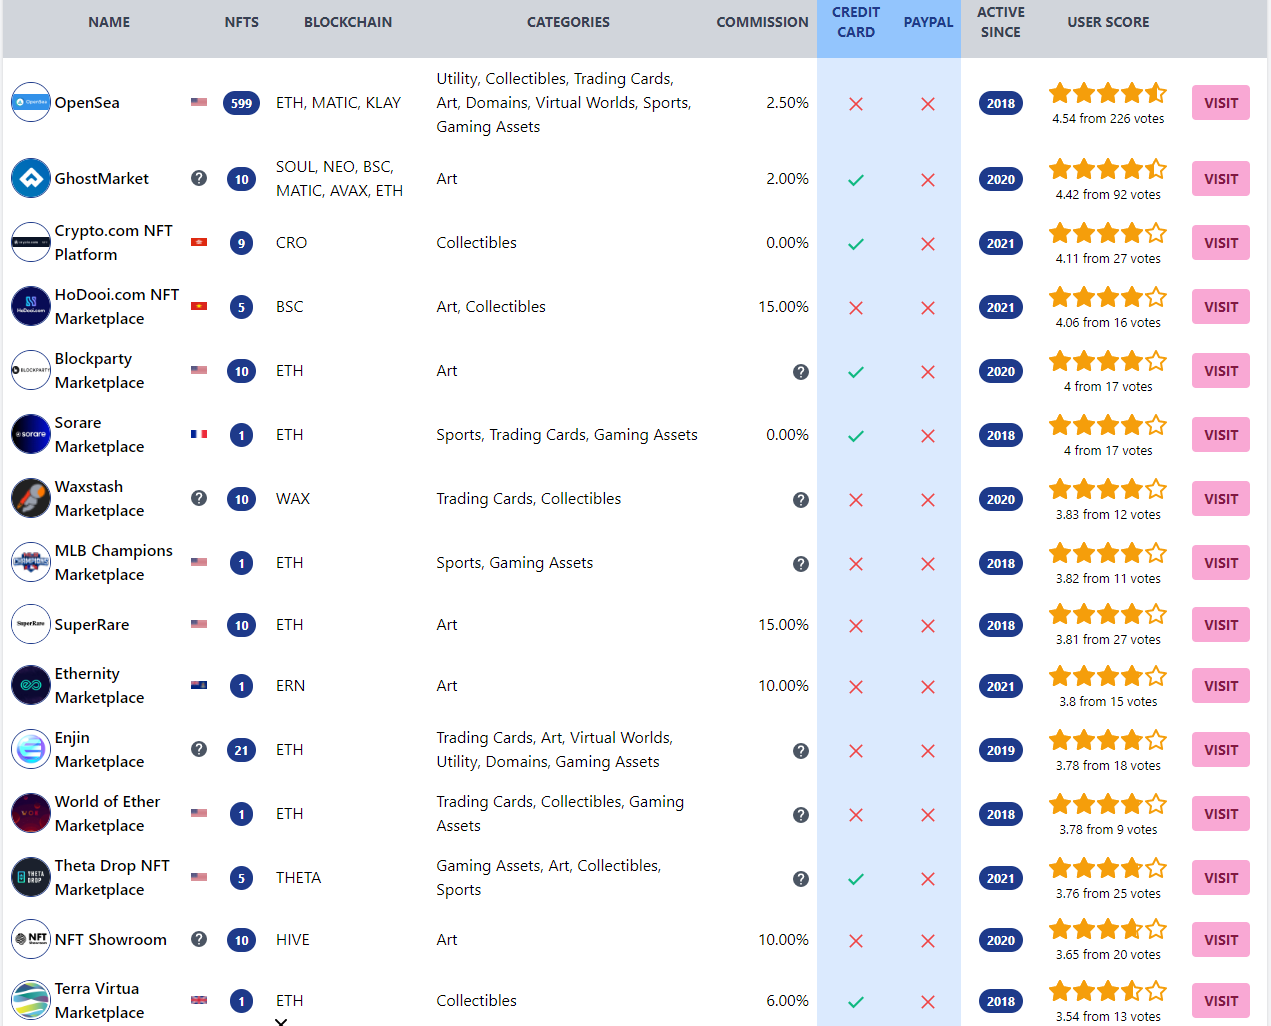 NAME NFTS BLOCKCHAIN CATEGORIES COMMISSION CREDIT CARD PAYPAL ACTIVE SINCE USER SCORE
OpenSea 599 ETH, MATIC, KLAY Utility, Collectibles, Trading Cards, Art, Domains, Virtual Worlds, Sports, Gaming Assets 2.50% 2018 4.54 from 226 votes VISIT
GhostMarket ? 10 SOUL, NEO, BSC, MATIC, AVAX, ETH Art 2.00% 2020 4.42 from 92 votes VISIT
Crypto.com NFT Platform 9 CRO Collectibles 0.00% 2021 4.11 from 27 votes VISIT
HoDooi.com HoDooi.com NFT Marketplace 5 BSC Art, Collectibles 15.00% 2021 4.06 from 16 votes VISIT
BLOCKPARTY Blockparty Marketplace 10 ETH Art ? 2020 4 from 17 votes VISIT
sorare Sorare Marketplace 1 ETH Sports, Trading Cards, Gaming Assets 0.00% 2018 4 from 17 votes VISIT
Waxstash Marketplace ? 10 WAX Trading Cards, Collectibles ? 2020 3.83 from 12 votes VISIT
CHAMPIONS MLB Champions Marketplace 1 ETH Sports, Gaming Assets ? 2018 3.82 from 11 votes VISIT
SuperRare SuperRare 10 ETH Art 15.00% 2018 3.81 from 27 votes VISIT
Ethernity Marketplace 1 ERN Art 10.00% 2021 3.8 from 15 votes VISIT
Enjin Marketplace ? 21 ETH Trading Cards, Art, Virtual Worlds, Utility, Domains, Gaming Assets ? 2019 3.78 from 18 votes VISIT
World of Ether Marketplace 1 ETH Trading Cards, Collectibles, Gaming Assets ? 2018 3.78 from 9 votes VISIT
THETA DROP Theta Drop NFT Marketplace 5 THETA Gaming Assets, Art, Collectibles, Sports ? 2021 3.76 from 25 votes VISIT
NFT NFT Showroom ? 10 HIVE Art 10.00% 2020 3.65 from 20 votes VISIT
Terra Virtua Marketplace 1 ETH Collectibles 6.00% 2018 3.54 from 13 votes VISIT